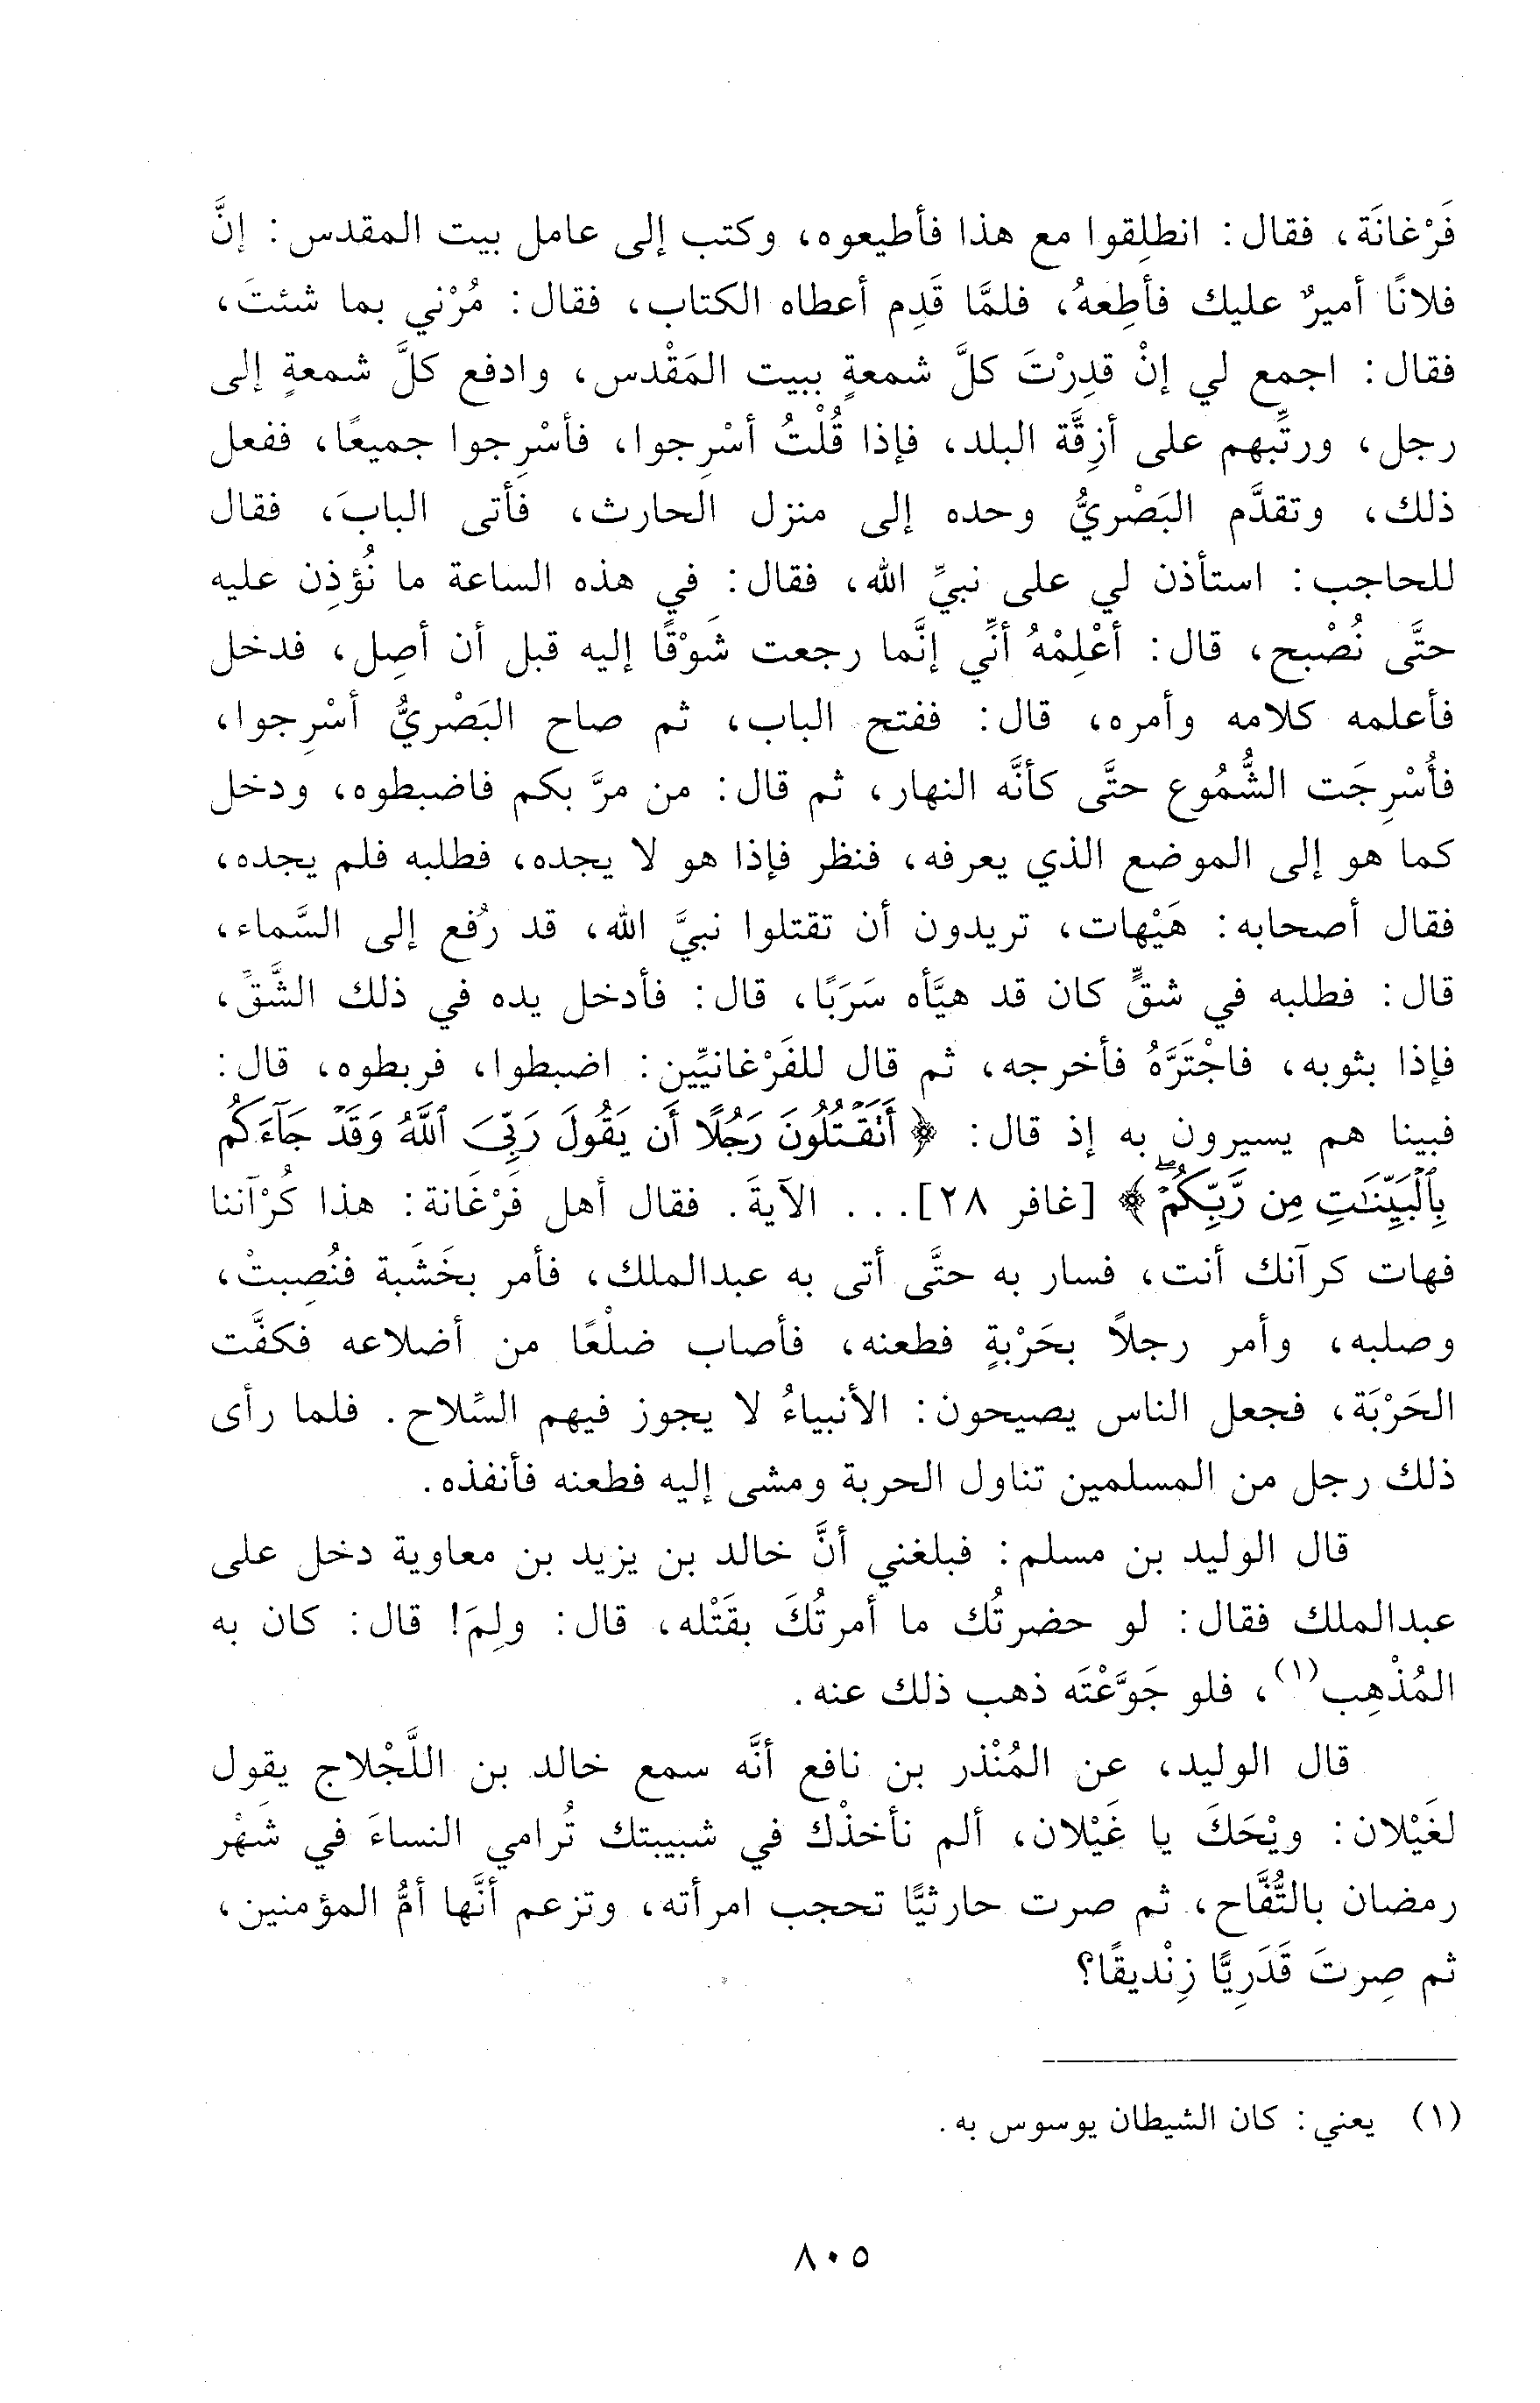 فَرْغانَة، فقال: انطلِقوا مع هذا فأطيعوه، وكتب إلى عامل بيت المقدس: إنَّ
فلانًا أميرٌ عليك فأطِعهُ، فلمَّا قَدِم أعطاه الكتاب، فقال: مُرْني بما شئتَ،
فقال: اجمع لي إنْ قدِرْتَ كلَّ شمعةٍ ببيت المَقْدس، وادفع كلَّ شمعةٍ إلى
رجل، ورتِّبهم على أزِقَّة البلد، فإذا قُلْتُ أسْرِجوا، فأسْرِجوا جميعًا، ففعل
ذلك، وتقدَّم البَصْريُّ وحده إلى منزل الحارث، فأتى البابَ، فقال
للحاجب: استأذن لي على نبيِّ الله، فقال: في هذه الساعة ما نُؤذِن عليه
حتَّى نُصْبح، قال: أعْلِمْهُ أنِّي إنَّما رجعت شَوْقًا إليه قبل أن أصِل، فدخل
فأعلمه كلامه وأمره، قال: ففتح الباب، ثم صاح البَصْريُّ أسْرِجوا،
فأُسْرِجَت الشُّمُوع حتَّى كأنَّه النهار، ثم قال: من مرَّ بكم فاضبطوه، ودخل
كما هو إلى الموضع الذي يعرفه، فنظر فإذا هو لا يجده، فطلبه فلم يجده،
فقال أصحابه: هَيْهات، تريدون أن تقتلوا نبيَّ الله، قد رُفع إلى السَّماء،
قال: فطلبه في شقٍّ كان قد هيَّأه سَرَبًا، قال: فأدخل يده في ذلك الشَّقِّ،
فإذا بثوبه، فاجْتَرَّهُ فأخرجه، ثم قال للفَرْغانيِّين: اضبطوا، فربطوه، قال:
فبينا هم يسيرون به إذ قال: ﴿ أَتَقْتُلُونَ رَجُلًا أَن يَقُولَ رَبِّيَ ٱللَّهُ وَقَدْ جَآءَكُم
بِٱلْبَيِّنَٰتِ مِن رَّبِّكُمْ ۖ ﴾ [غافر ٢٨]... الآيةَ. فقال أهل فَرْغَانة: هذا كُرْآننا
فهات كرآنك أنت، فسار به حتَّى أتى به عبدالملك، فأمر بخَشَبة فنُصِبتْ،
وصلبه، وأمر رجلاً بحَرْبةٍ فطعنه، فأصاب ضلْعًا من أضلاعه فكفَّت
الحَرْبَة، فجعل الناس يصيحون: الأنبياءُ لا يجوز فيهم السِّلاح. فلما رأى
ذلك رجل من المسلمين تناول الحربة ومشى إليه فطعنه فأنفذه.
قال الوليد بن مسلم: فبلغني أنَّ خالد بن يزيد بن معاوية دخل على
عبدالملك فقال: لو حضرتُك ما أمرتُكَ بقَتْله، قال: ولِمَ! قال: كان به
المُذْهِب(١)، فلو جَوَّعْتَه ذهب ذلك عنه.
قال الوليد، عن المُنْذر بن نافع أنَّه سمع خالد بن اللَّجْلاج يقول
لغَيْلان: ويْحَكَ يا غَيْلان، ألم نأخذْك في شبيبتك تُرامي النساءَ في شَهْر
رمضان بالتُّفَّاح، ثم صرت حارثيًّا تحجب امرأته، وتزعم أنَّها أمُّ المؤمنين،
ثم صِرتَ قَدَرِيًّا زِنْديقًا؟
(١) يعني: كان الشيطان يوسوس به.
٨٠٥